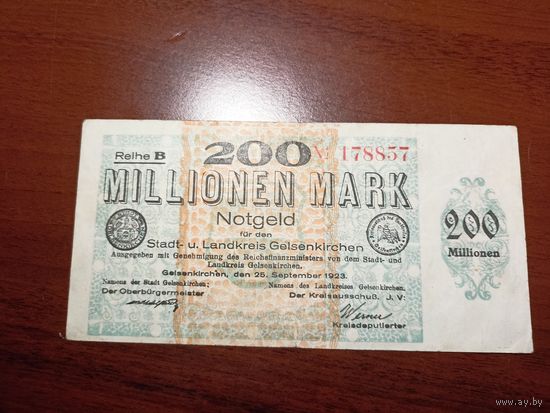 Reihe B 200 № 178857
MILLIONEN MARK
Notgeld
für den
Stadt- u. Landkreis Gelsenkirchen
Ausgegeben mit Genehmigung des Reichsfinanzministers von dem Stadt- und
Landkreis Gelsenkirchen.
Gelsenkirchen, den 25. September 1923.
Namens der Stadt Gelsenkirchen;
Der Oberbürgermeister
Namens des Landkreises Gelsenkirchen.
Der Kreisausschuß. J. V:
Werner
Kreisdeputierter
200
Millionen
www.ay.by